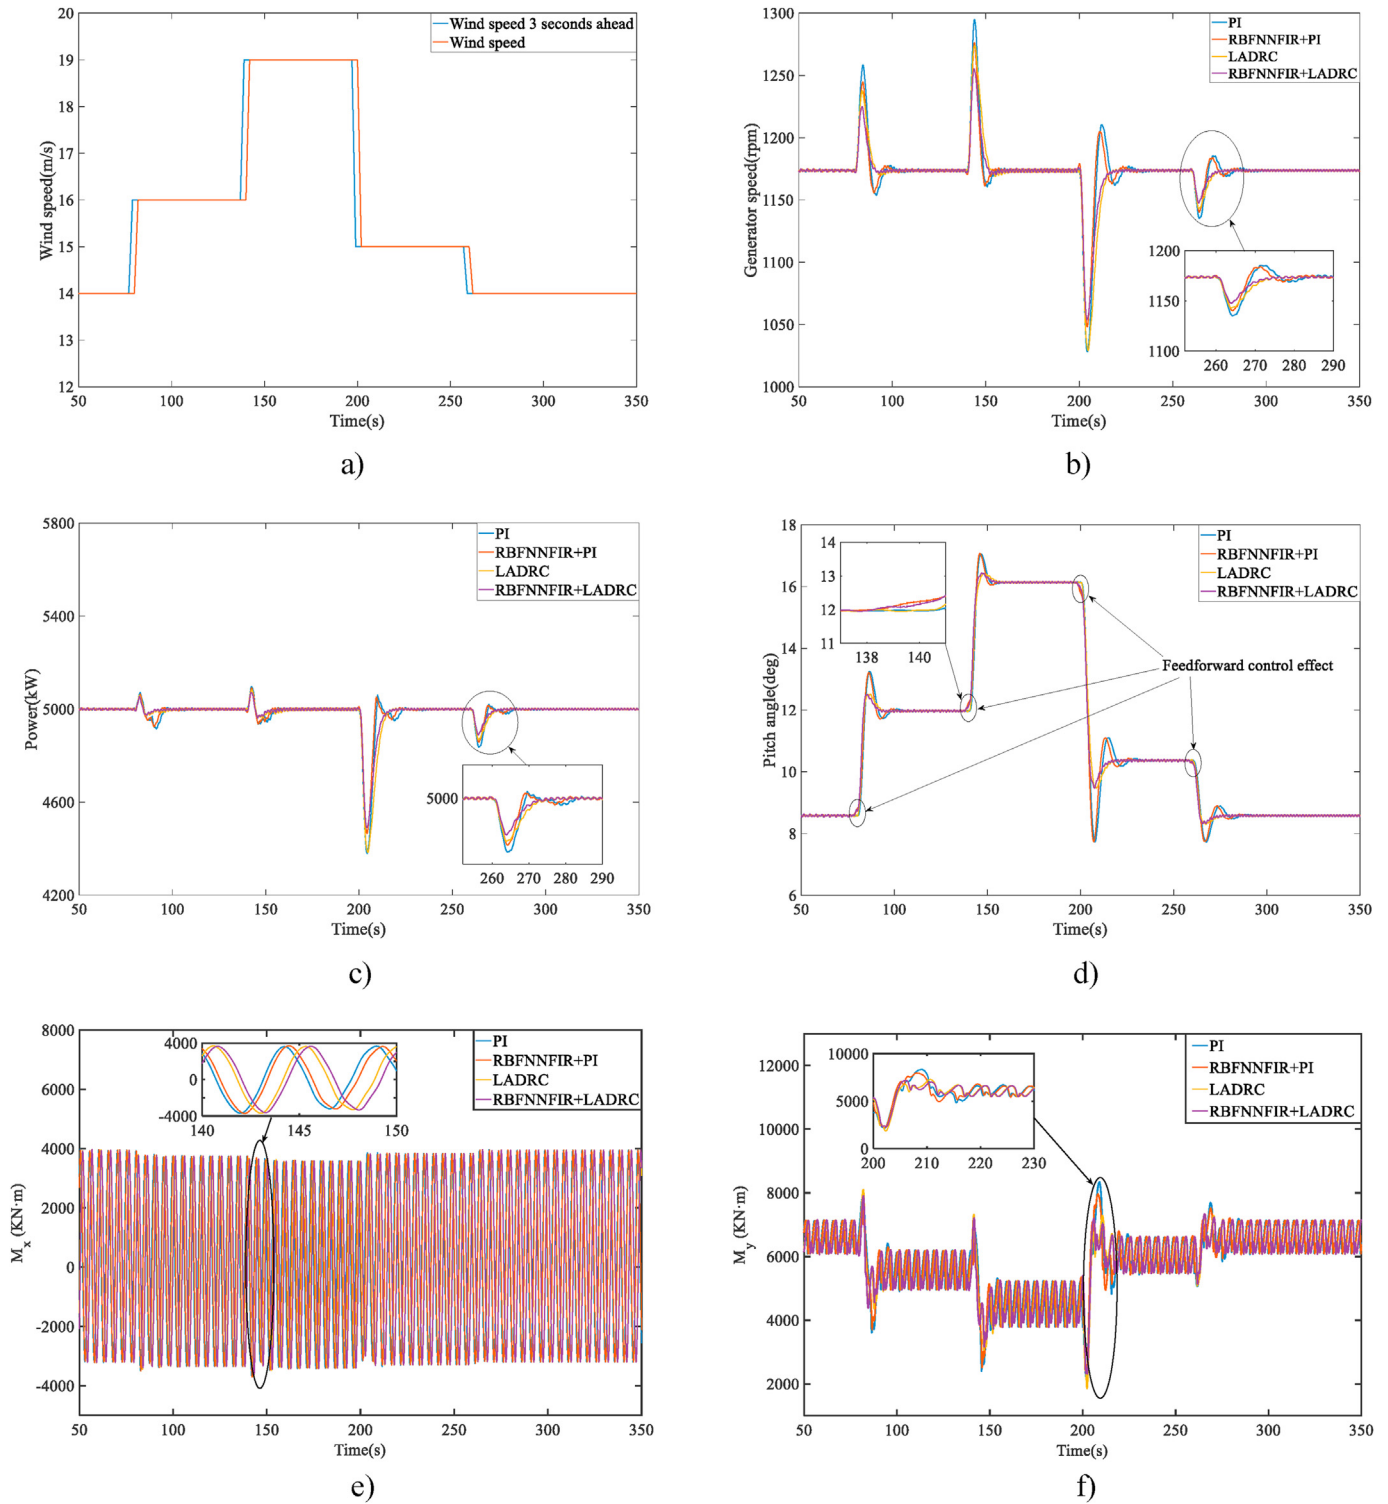 20
19
18
17
16
15
14
13
12
Wind speed(m/s)
Wind speed 3 seconds ahead
Wind speed
50 100 150 200 250 300 350
Time(s)
a)
1300
1250
1200
1150
1100
1050
1000
Generator speed(rpm)
PI
RBFNNFIR+PI
LADRC
RBFNNFIR+LADRC
1200
1150
1100
260 270 280 290
50 100 150 200 250 300 350
Time(s)
b)
5800
5400
5000
4600
4200
Power(kW)
PI
RBFNNFIR+PI
LADRC
RBFNNFIR+LADRC
5000
260 270 280 290
50 100 150 200 250 300 350
Time(s)
c)
18
16
14
12
10
8
6
Pitch angle(deg)
PI
RBFNNFIR+PI
LADRC
RBFNNFIR+LADRC
14
13
12
11
138 140
Feedforward control effect
50 100 150 200 250 300 350
Time(s)
d)
8000
6000
4000
2000
0
-2000
-4000
Mx (KN·m)
PI
RBFNNFIR+PI
LADRC
RBFNNFIR+LADRC
4000
0
-4000
140 145 150
50 100 150 200 250 300 350
Time(s)
e)
12000
10000
8000
6000
4000
2000
My (KN·m)
PI
RBFNNFIR+PI
LADRC
RBFNNFIR+LADRC
10000
5000
0
200 210 220 230
50 100 150 200 250 300 350
Time(s)
f)